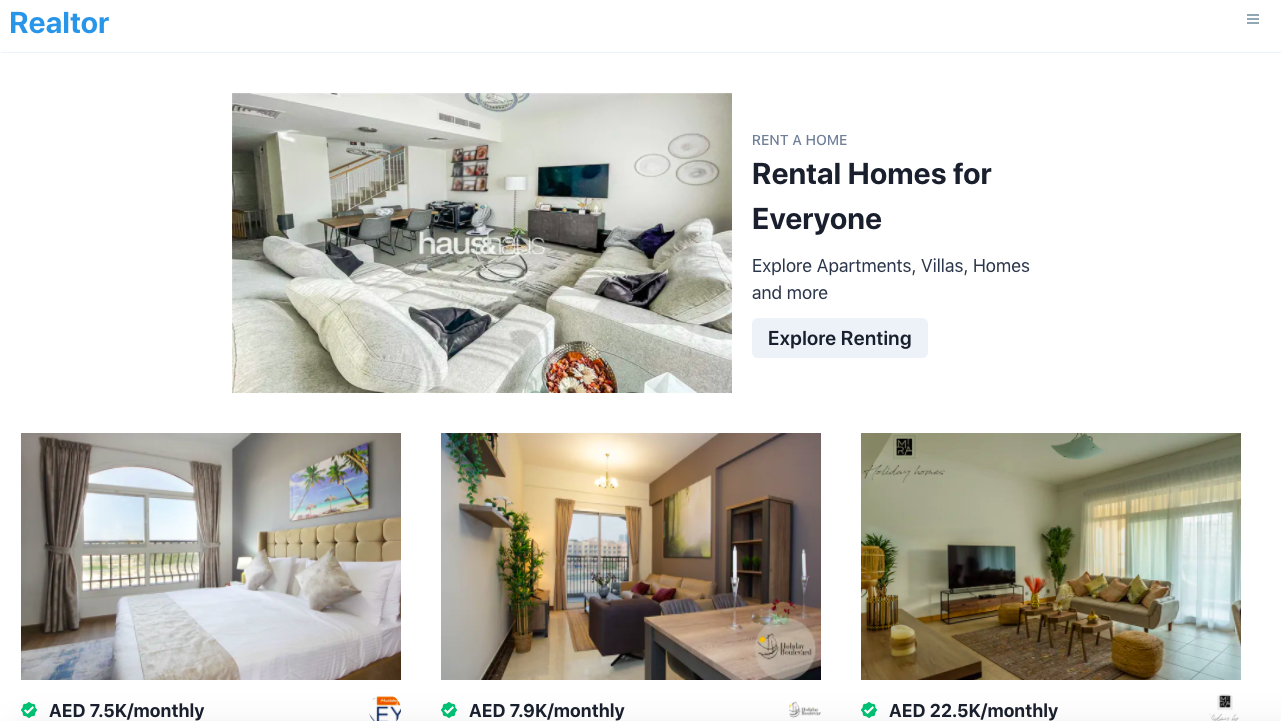 Realtor
haus&haus
RENT A HOME
Rental Homes for
Everyone
Explore Apartments, Villas, Homes
and more
Explore Renting
Holiday
Boulevard
Holiday homes
AED 7.5K/monthly
EY
AED 7.9K/monthly
AED 22.5K/monthly